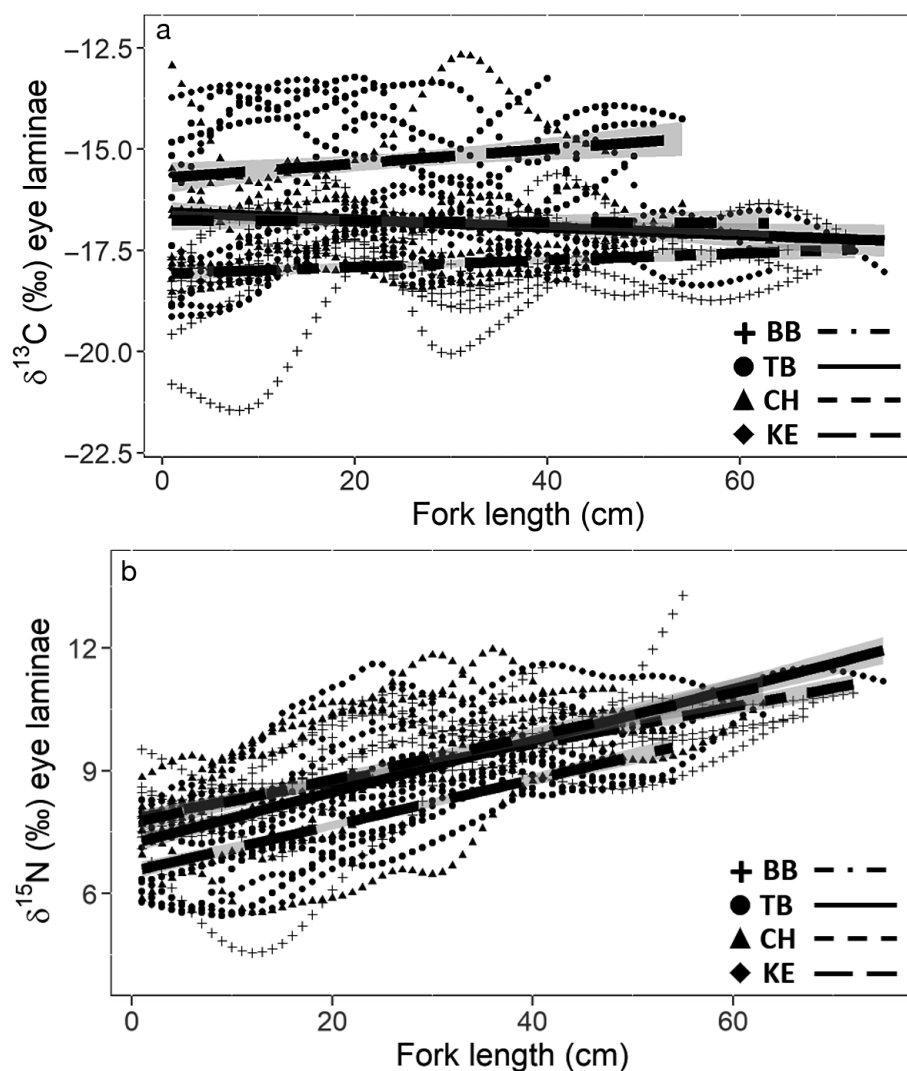 a
−12.5
−15.0
−17.5
−20.0
−22.5
δ13C (‰) eye laminae
BB
TB
CH
KE
0 20 40 60
Fork length (cm)
b
12
9
6
δ15N (‰) eye laminae
BB
TB
CH
KE
0 20 40 60
Fork length (cm)